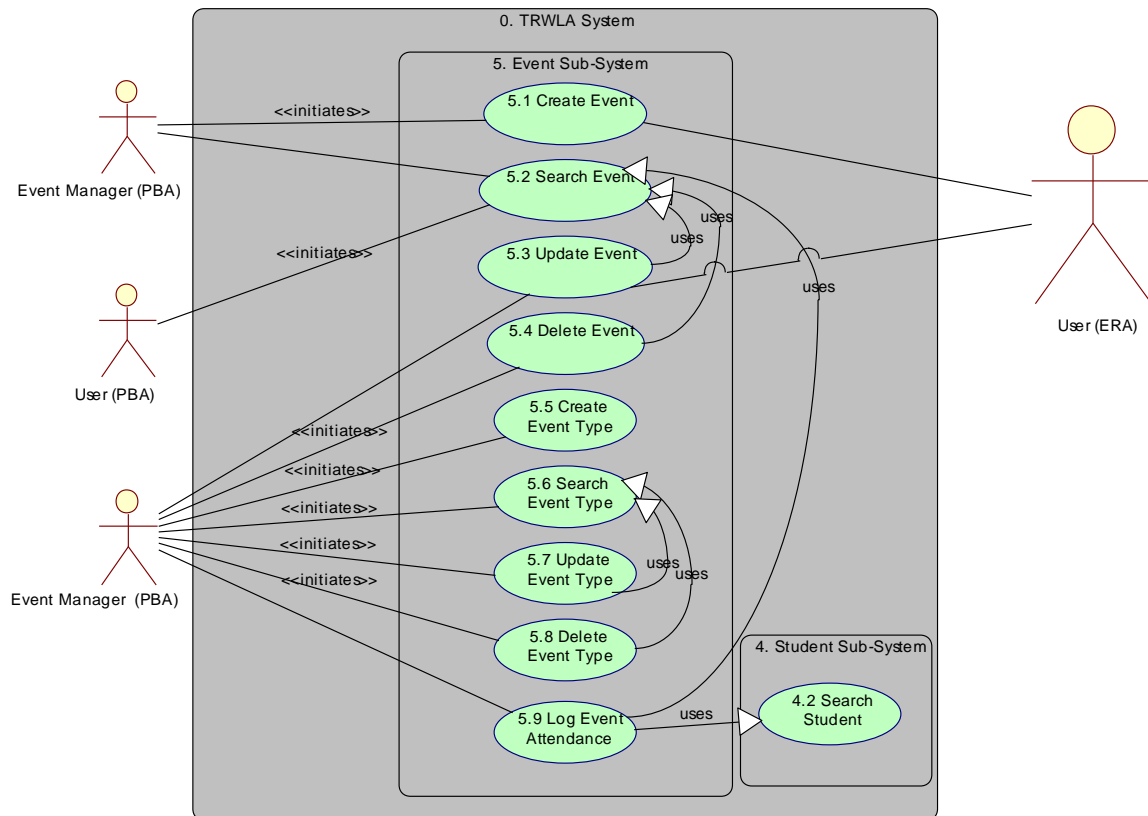 0. TRWLA System
5. Event Sub-System
5.1 Create Event
<<initiates>>
Event Manager (PBA)
5.2 Search Event
uses
uses
<<initiates>>
5.3 Update Event
uses
User (ERA)
5.4 Delete Event
User (PBA)
5.5 Create
Event Type
<<initiates>>
<<initiates>>
5.6 Search
Event Type
<<initiates>>
<<initiates>>
5.7 Update
Event Type
uses
uses
<<initiates>>
Event Manager (PBA)
5.8 Delete
Event Type
4. Student Sub-System
4.2 Search
Student
5.9 Log Event
Attendance
uses